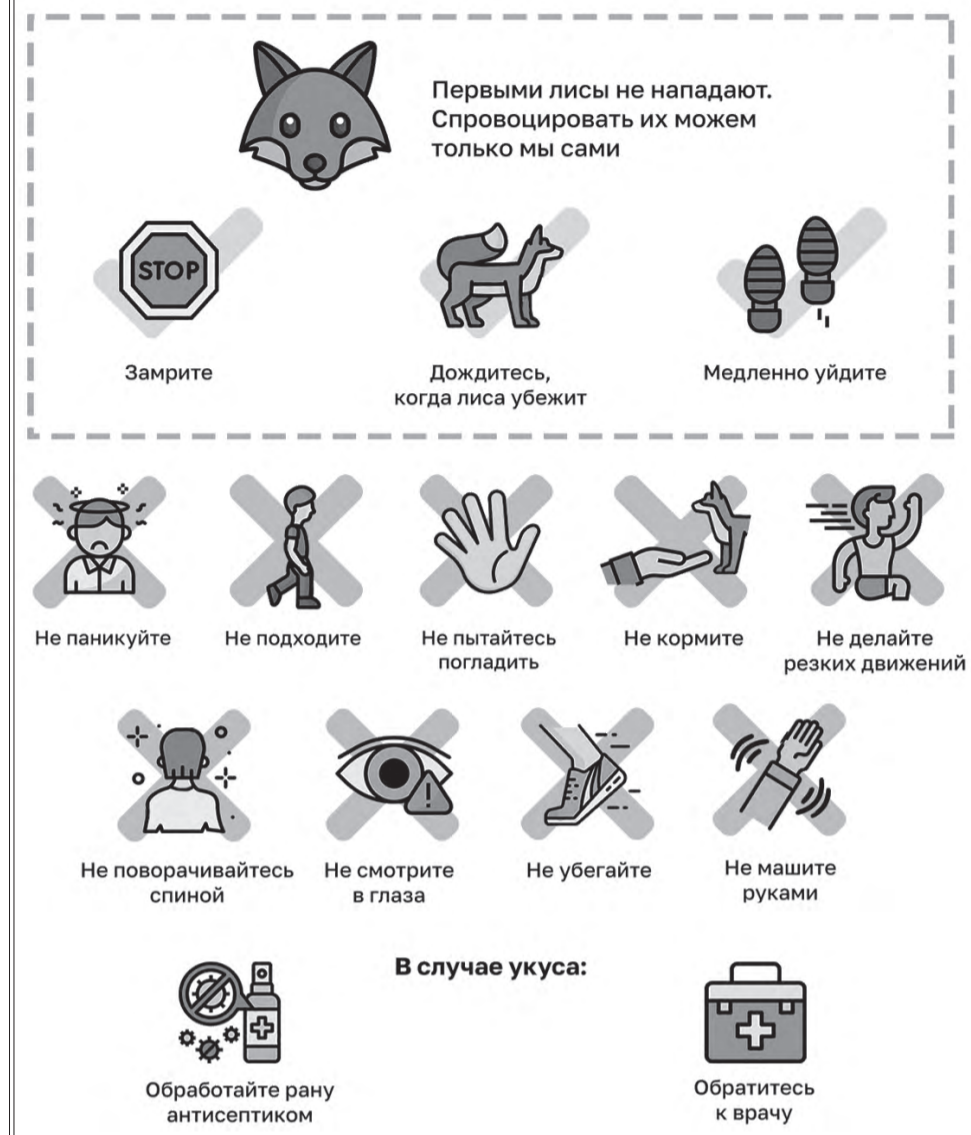 Первыми лисы не нападают.
Спровоцировать их можем
только мы сами
STOP
Замрите
Дождитесь,
когда лиса убежит
Медленно уйдите
Не паникуйте
Не подходите
Не пытайтесь
погладить
Не кормите
Не делайте
резких движений
Не поворачивайтесь
спиной
Не смотрите
в глаза
Не убегайте
Не машите
руками
В случае укуса:
Обработайте рану
антисептиком
Обратитесь
к врачу